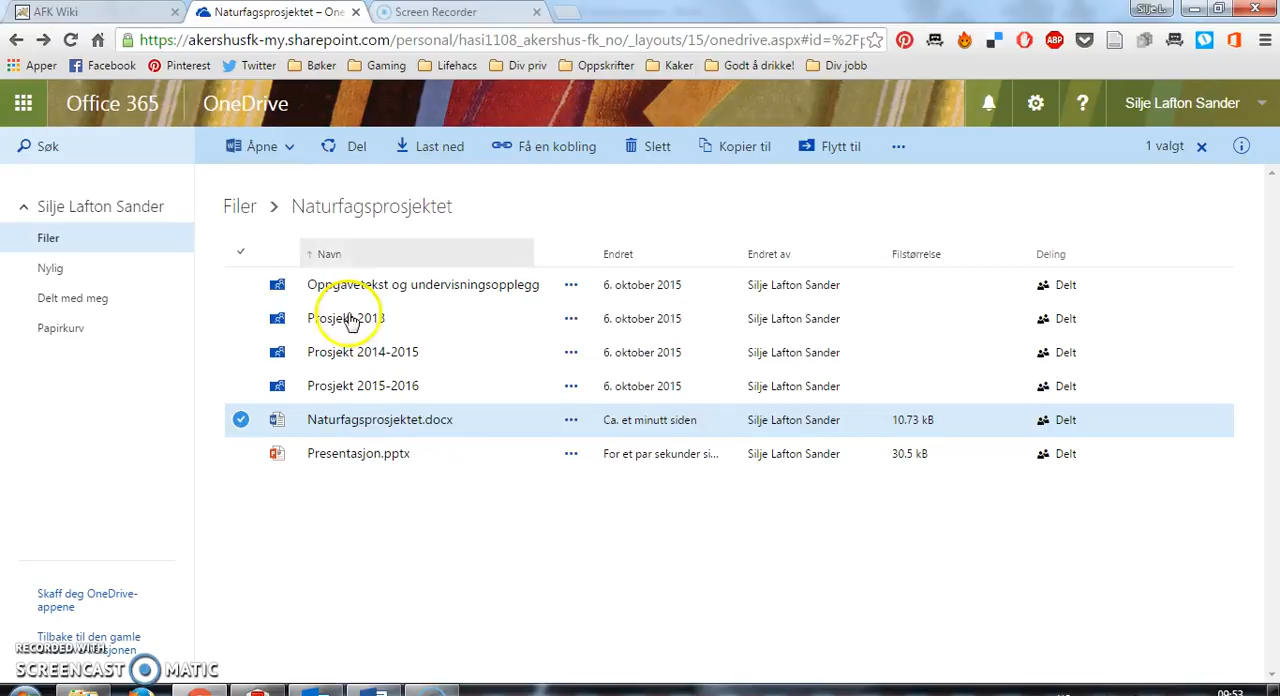 AFK Wiki
Naturfagsprosjektet – One
Screen Recorder
Silje L.
https://akershusfk-my.sharepoint.com/personal/hasi1108_akershus-fk_no/_layouts/15/onedrive.aspx#id=%2Fp
ABP
Apper Facebook Pinterest Twitter Bøker Gaming Lifehacs Div priv Oppskrifter Kaker Godt å drikke! Div jobb
Office 365 OneDrive ? Silje Lafton Sander
Søk Åpne Del Last ned Få en kobling Slett Kopier til Flytt til ••• 1 valgt
Silje Lafton Sander
Filer
Nylig
Delt med meg
Papirkurv
Filer > Naturfagsprosjektet
Navn Endret Endret av Filstørrelse Deling
Oppgavetekst og undervisningsopplegg ••• 6. oktober 2015 Silje Lafton Sander Delt
Prosjekt 2013 ••• 6. oktober 2015 Silje Lafton Sander Delt
Prosjekt 2014-2015 ••• 6. oktober 2015 Silje Lafton Sander Delt
Prosjekt 2015-2016 ••• 6. oktober 2015 Silje Lafton Sander Delt
Naturfagsprosjektet.docx ••• Ca. et minutt siden Silje Lafton Sander 10.73 kB Delt
Presentasjon.pptx ••• For et par sekunder si... Silje Lafton Sander 30.5 kB Delt
Skaff deg OneDrive-
appene
Tilbake til den gamle
RECORDED WITH
SCREENCAST MATIC
09:53